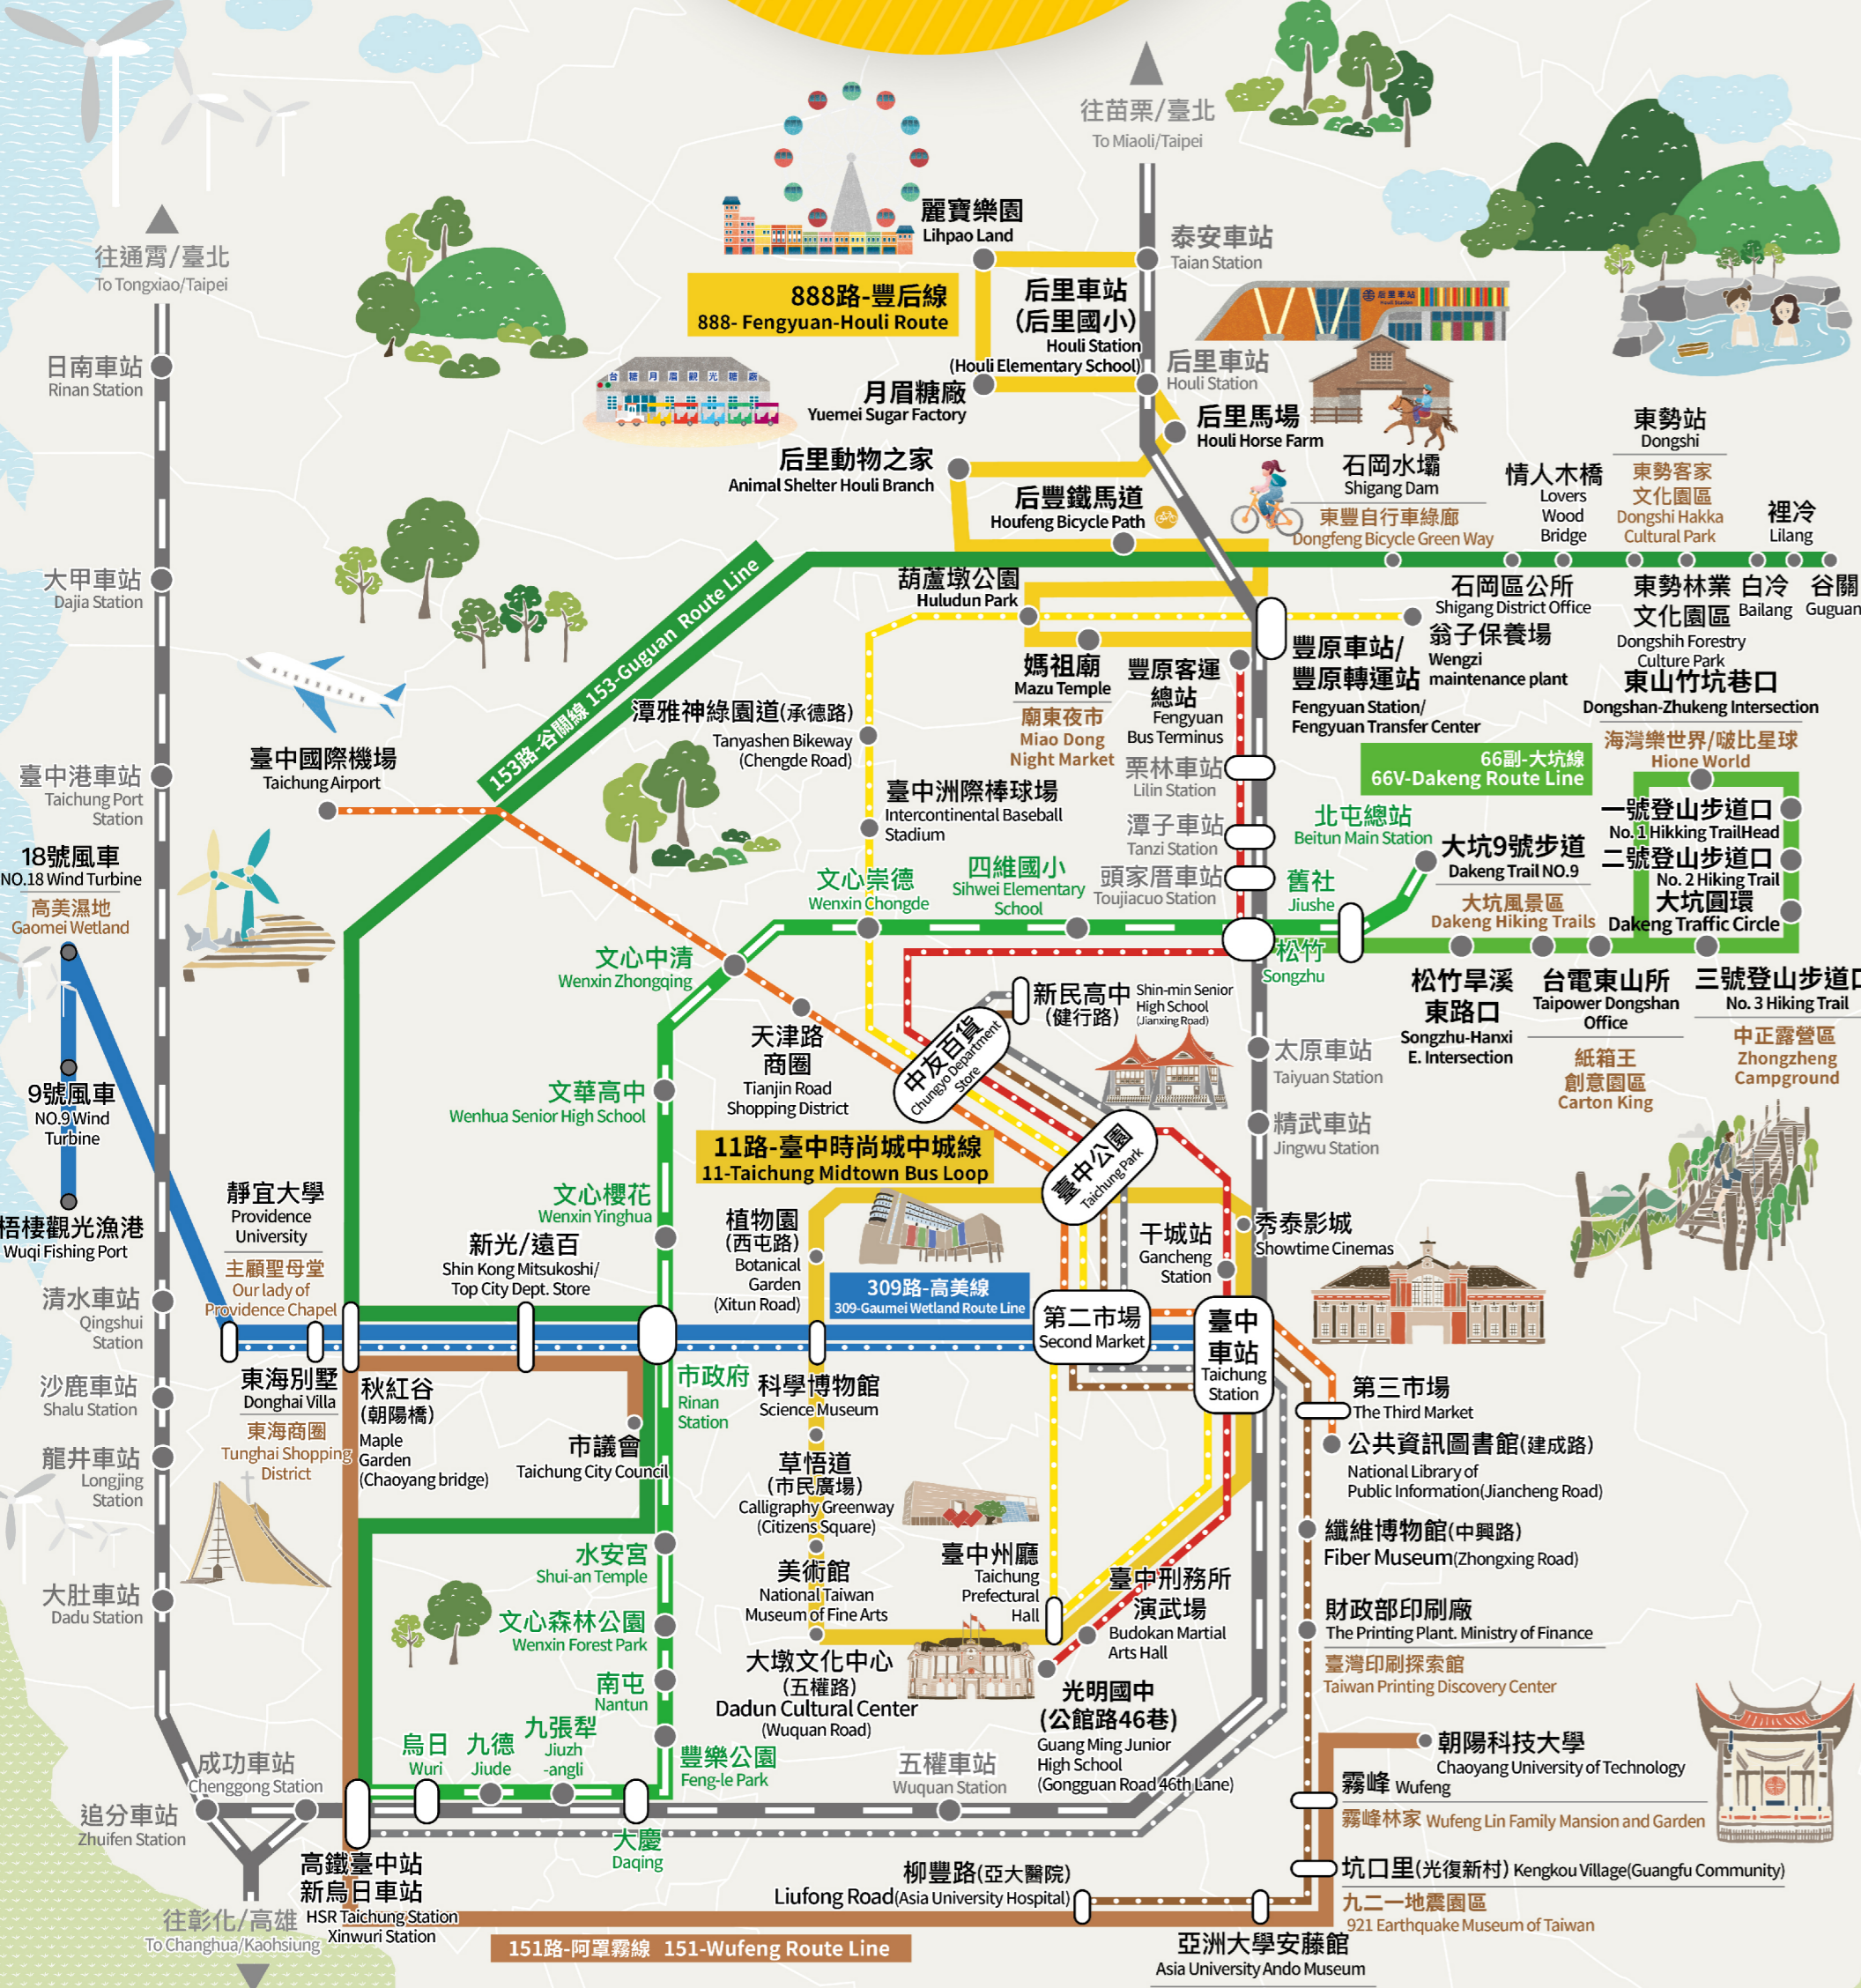 往苗栗/臺北
To Miaoli/Taipei
往通霄/臺北
To Tongxiao/Taipei
麗寶樂園
Lihpao Land
泰安車站
Taian Station
888路-豐后線
888- Fengyuan-Houli Route
后里車站
(后里國小)
Houli Station
(Houli Elementary School)
后里車站
Houli Station
后里車站
台糖月眉觀光糖廠
月眉糖廠
Yuemei Sugar Factory
后里馬場
Houli Horse Farm
后里動物之家
Animal Shelter Houli Branch
后豐鐵馬道
Houfeng Bicycle Path
石岡水壩
Shigang Dam
東豐自行車綠廊
Dongfeng Bicycle Green Way
情人木橋
Lovers
Wood
Bridge
東勢站
Dongshi
東勢客家
文化園區
Dongshi Hakka
Cultural Park
裡冷
Lilang
石岡區公所
Shigang District Office
東勢林業
文化園區
Dongshih Forestry
Culture Park
白冷
Bailang
谷關
Guguan
日南車站
Rinan Station
大甲車站
Dajia Station
臺中港車站
Taichung Port
Station
153路-谷關線 153-Guguan Route Line
葫蘆墩公園
Huludun Park
媽祖廟
Mazu Temple
廟東夜市
Miao Dong
Night Market
豐原客運
總站
Fengyuan
Bus Terminus
豐原車站/
豐原轉運站
Fengyuan Station/
Fengyuan Transfer Center
翁子保養場
Wengzi
maintenance plant
東山竹坑巷口
Dongshan-Zhukeng Intersection
海灣樂世界/啵比星球
Hione World
66副-大坑線
66V-Dakeng Route Line
潭雅神綠園道(承德路)
Tanyashen Bikeway
(Chengde Road)
臺中國際機場
Taichung Airport
臺中洲際棒球場
Intercontinental Baseball
Stadium
栗林車站
Lilin Station
潭子車站
Tanzi Station
頭家厝車站
Toujiacuo Station
北屯總站
Beitun Main Station
舊社
Jiushe
大坑9號步道
Dakeng Trail NO.9
大坑風景區
Dakeng Hiking Trails
一號登山步道口
No. 1 Hikking TrailHead
二號登山步道口
No. 2 Hiking Trail
大坑圓環
Dakeng Traffic Circle
18號風車
NO.18 Wind Turbine
高美濕地
Gaomei Wetland
文心崇德
Wenxin Chongde
四維國小
Sihwei Elementary
School
文心中清
Wenxin Zhongqing
松竹
Songzhu
松竹旱溪
東路口
Songzhu-Hanxi
E. Intersection
台電東山所
Taipower Dongshan
Office
紙箱王
創意園區
Carton King
三號登山步道口
No. 3 Hiking Trail
中正露營區
Zhongzheng
Campground
新民高中
(健行路)
Shin-min Senior
High School
(Jianxing Road)
中友百貨
Chungyo Department
Store
天津路
商圈
Tianjin Road
Shopping District
太原車站
Taiyuan Station
精武車站
Jingwu Station
9號風車
NO.9 Wind
Turbine
文華高中
Wenhua Senior High School
臺中公園
Taichung Park
11路-臺中時尚城中城線
11-Taichung Midtown Bus Loop
梧棲觀光漁港
Wuqi Fishing Port
靜宜大學
Providence
University
主顧聖母堂
Our lady of
Providence Chapel
文心櫻花
Wenxin Yinghua
植物園
(西屯路)
Botanical
Garden
(Xitun Road)
新光/遠百
Shin Kong Mitsukoshi/
Top City Dept. Store
309路-高美線
309-Gaumei Wetland Route Line
干城站
Gancheng
Station
秀泰影城
Showtime Cinemas
第二市場
Second Market
臺中
車站
Taichung
Station
清水車站
Qingshui
Station
沙鹿車站
Shalu Station
龍井車站
Longjing
Station
大肚車站
Dadu Station
東海別墅
Donghai Villa
東海商圈
Tunghai Shopping
District
秋紅谷
(朝陽橋)
Maple
Garden
(Chaoyang bridge)
市議會
Taichung City Council
市政府
Rinan
Station
科學博物館
Science Museum
草悟道
(市民廣場)
Calligraphy Greenway
(Citizens Square)
美術館
National Taiwan
Museum of Fine Arts
大墩文化中心
(五權路)
Dadun Cultural Center
(Wuquan Road)
第三市場
The Third Market
公共資訊圖書館(建成路)
National Library of
Public Information(Jiancheng Road)
纖維博物館(中興路)
Fiber Museum(Zhongxing Road)
財政部印刷廠
The Printing Plant. Ministry of Finance
臺灣印刷探索館
Taiwan Printing Discovery Center
臺中州廳
Taichung
Prefectural
Hall
臺中刑務所
演武場
Budokan Martial
Arts Hall
光明國中
(公館路46巷)
Guang Ming Junior
High School
(Gongguan Road 46th Lane)
水安宮
Shui-an Temple
文心森林公園
Wenxin Forest Park
南屯
Nantun
豐樂公園
Feng-le Park
九張犁
Jiuzh
-angli
九德
Jiude
烏日
Wuri
大慶
Daqing
五權車站
Wuquan Station
成功車站
Chenggong Station
追分車站
Zhuifen Station
高鐵臺中站
新烏日車站
HSR Taichung Station
Xinwuri Station
往彰化/高雄
To Changhua/Kaohsiung
151路-阿罩霧線 151-Wufeng Route Line
朝陽科技大學
Chaoyang University of Technology
霧峰 Wufeng
霧峰林家 Wufeng Lin Family Mansion and Garden
坑口里(光復新村) Kengkou Village(Guangfu Community)
九二一地震園區
921 Earthquake Museum of Taiwan
柳豐路(亞大醫院)
Liufong Road(Asia University Hospital)
亞洲大學安藤館
Asia University Ando Museum